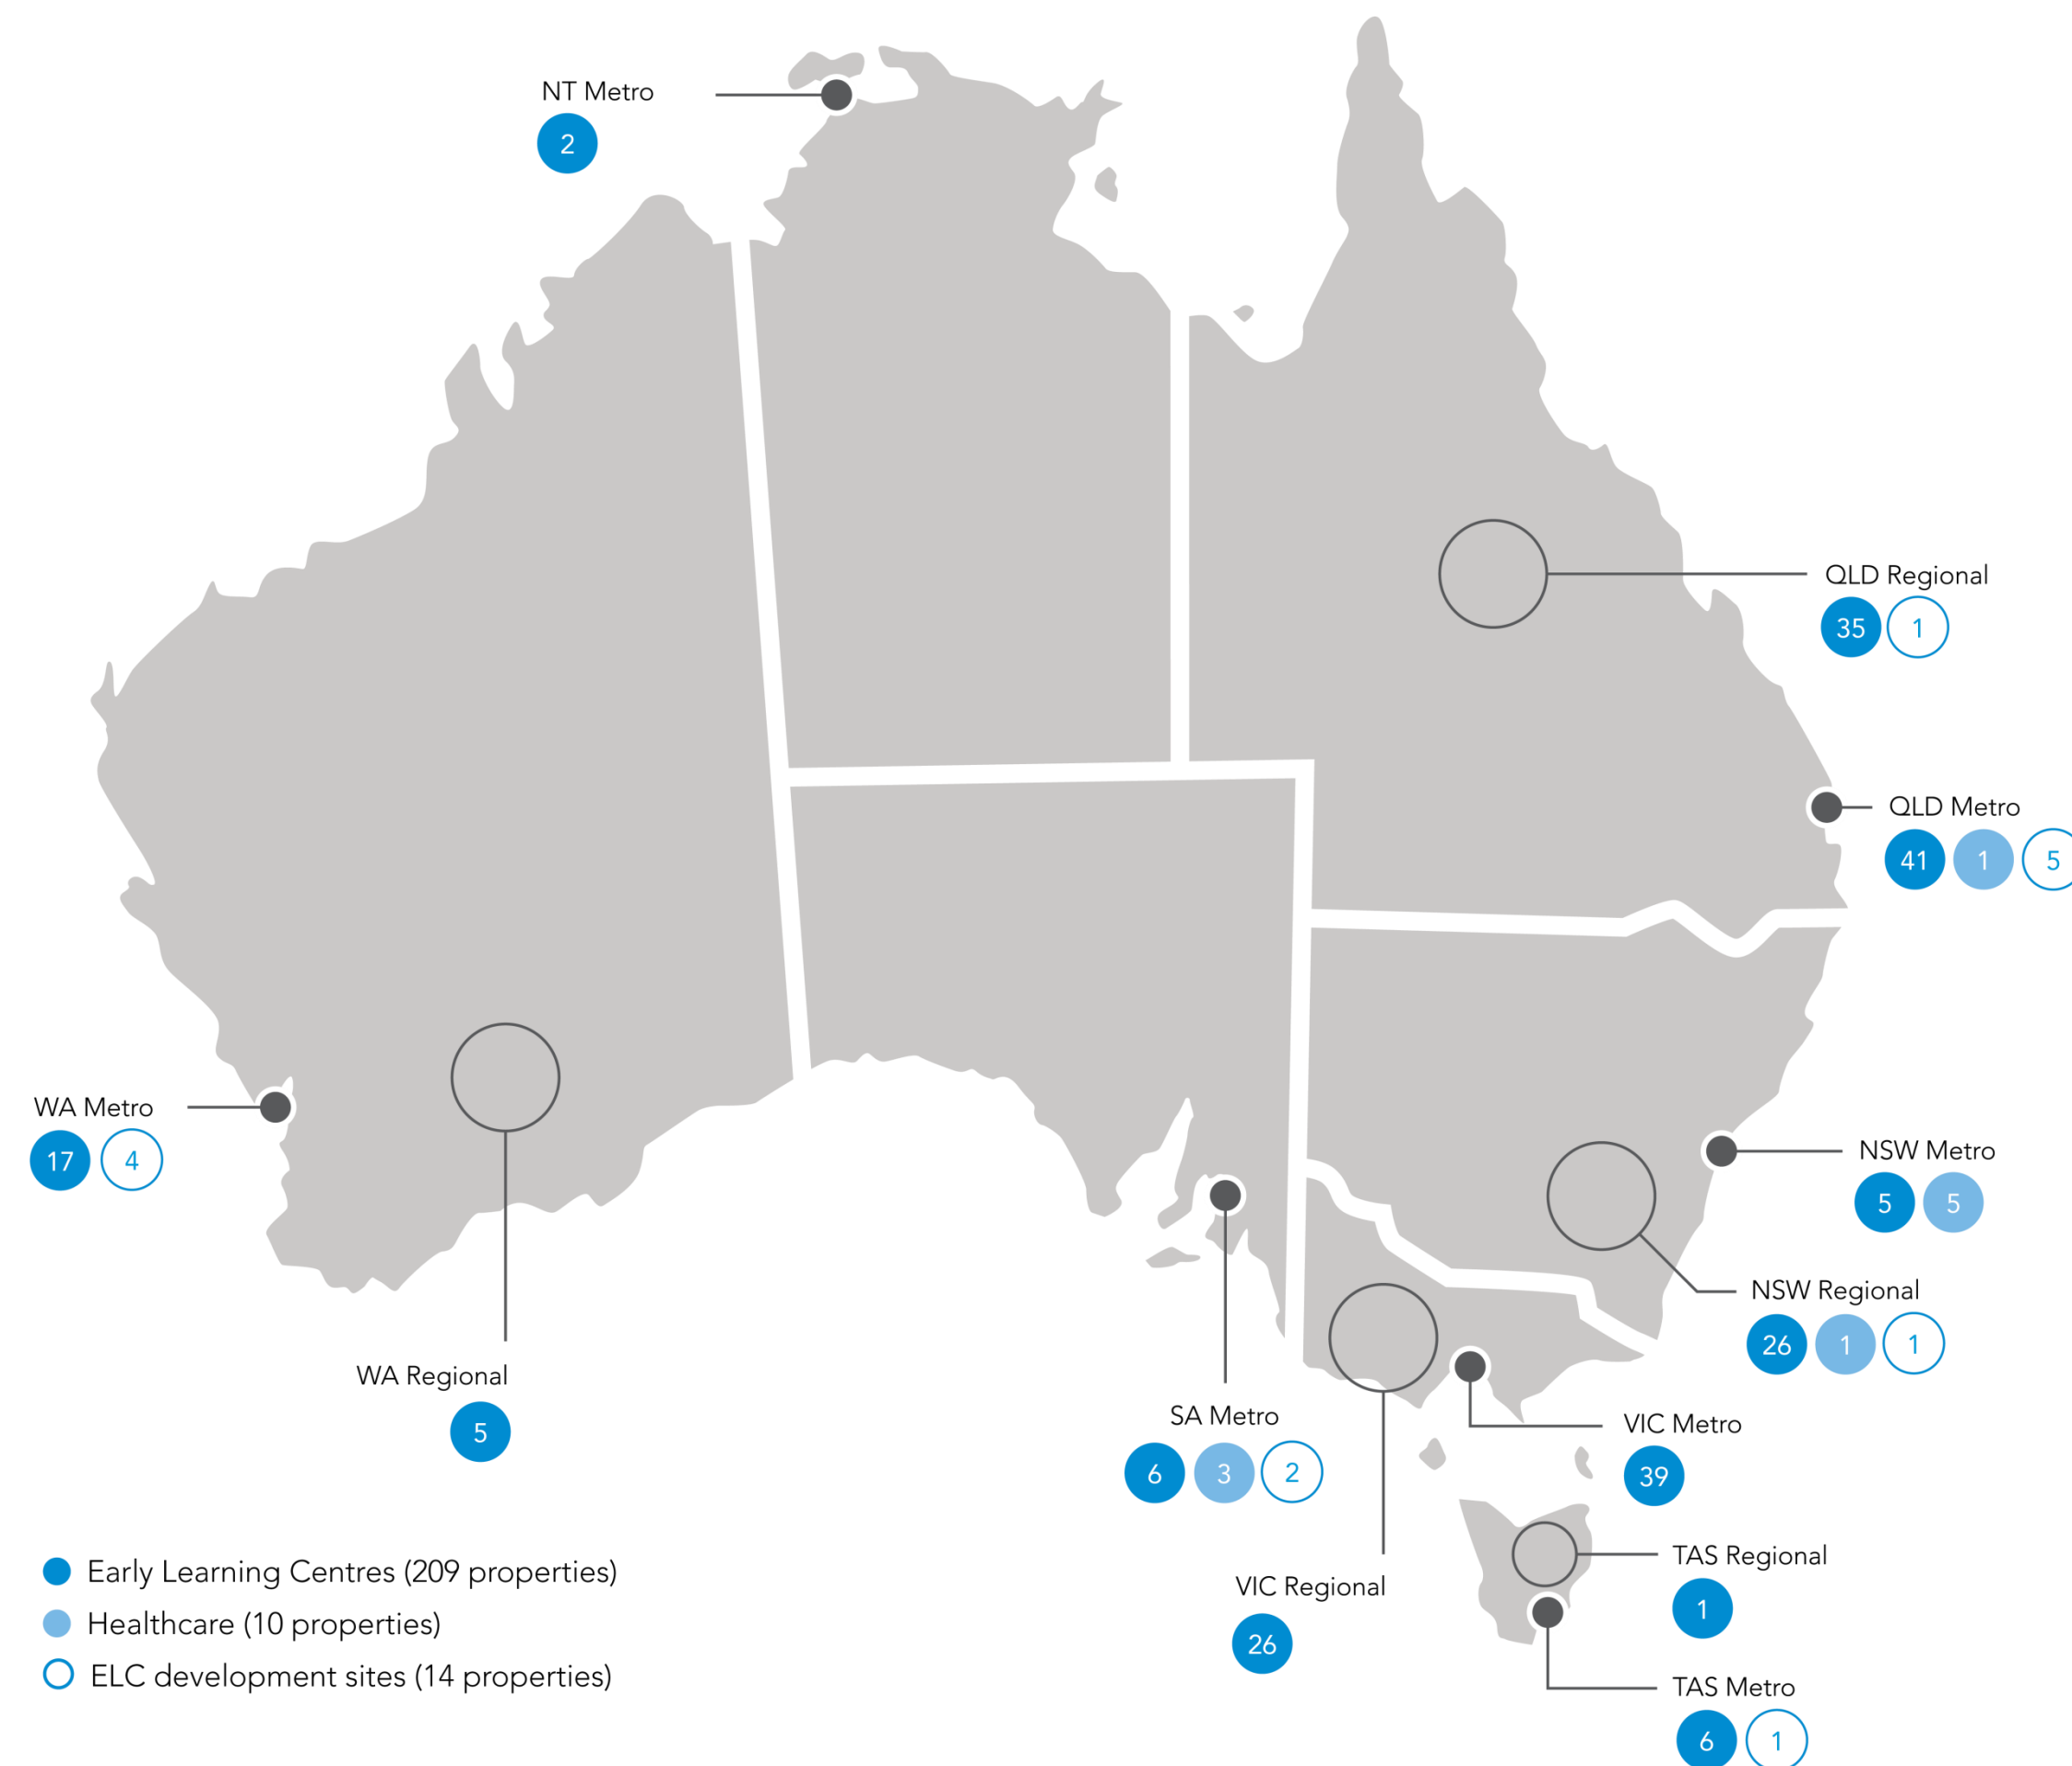 NT Metro
2
QLD Regional
35 1
QLD Metro
41 1 5
WA Metro
17 4
NSW Metro
5 5
NSW Regional
26 1 1
WA Regional
5
SA Metro
6 3 2
VIC Metro
39
VIC Regional
26
TAS Regional
1
TAS Metro
6 1
Early Learning Centres (209 properties)
Healthcare (10 properties)
ELC development sites (14 properties)